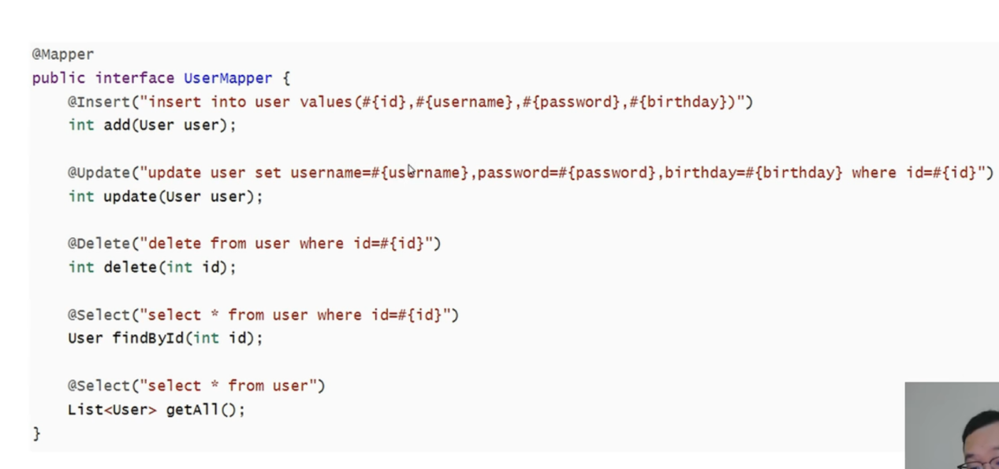 @Mapper
public interface UserMapper {
@Insert("insert into user values(#{id},#{username},#{password},#{birthday})")
int add(User user);
@Update("update user set username=#{username},password=#{password},birthday=#{birthday} where id=#{id}")
int update(User user);
@Delete("delete from user where id=#{id}")
int delete(int id);
@Select("select * from user where id=#{id}")
User findById(int id);
@Select("select * from user")
List<User> getAll();
}